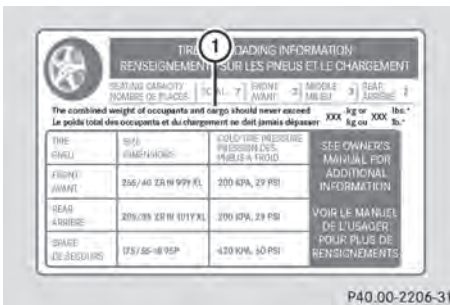 TIRE LOADING INFORMATION
1
RENSEIGNEMENTS SUR LES PNEUS ET LE CHARGEMENT
SEATING CAPACITY TOTAL 7 FRONT 2 MIDDLE 3 REAR 2
NOMBRE DE PLACES AVANT MILIEU ARRIÈRE
The combined weight of occupants and cargo should never exceed XXX kg or XXX lbs.*
Le poids total des occupants et du chargement ne doit jamais dépasser kg ou lb.*
TIRE SIZE COLD TIRE PRESSURE
PNEU DIMENSIONS PRESSION DES
PNEUS À FROID
FRONT
AVANT 200 KPA, 29 PSI
REAR
ARRIÈRE 200 KPA, 29 PSI
SPARE
DE SECOURS 420 KPA, 60 PSI
SEE OWNER'S
MANUAL FOR
ADDITIONAL
INFORMATION
VOIR LE MANUEL
DE L'USAGER
POUR PLUS DE
RENSEIGNEMENTS
P40.00-2206-31